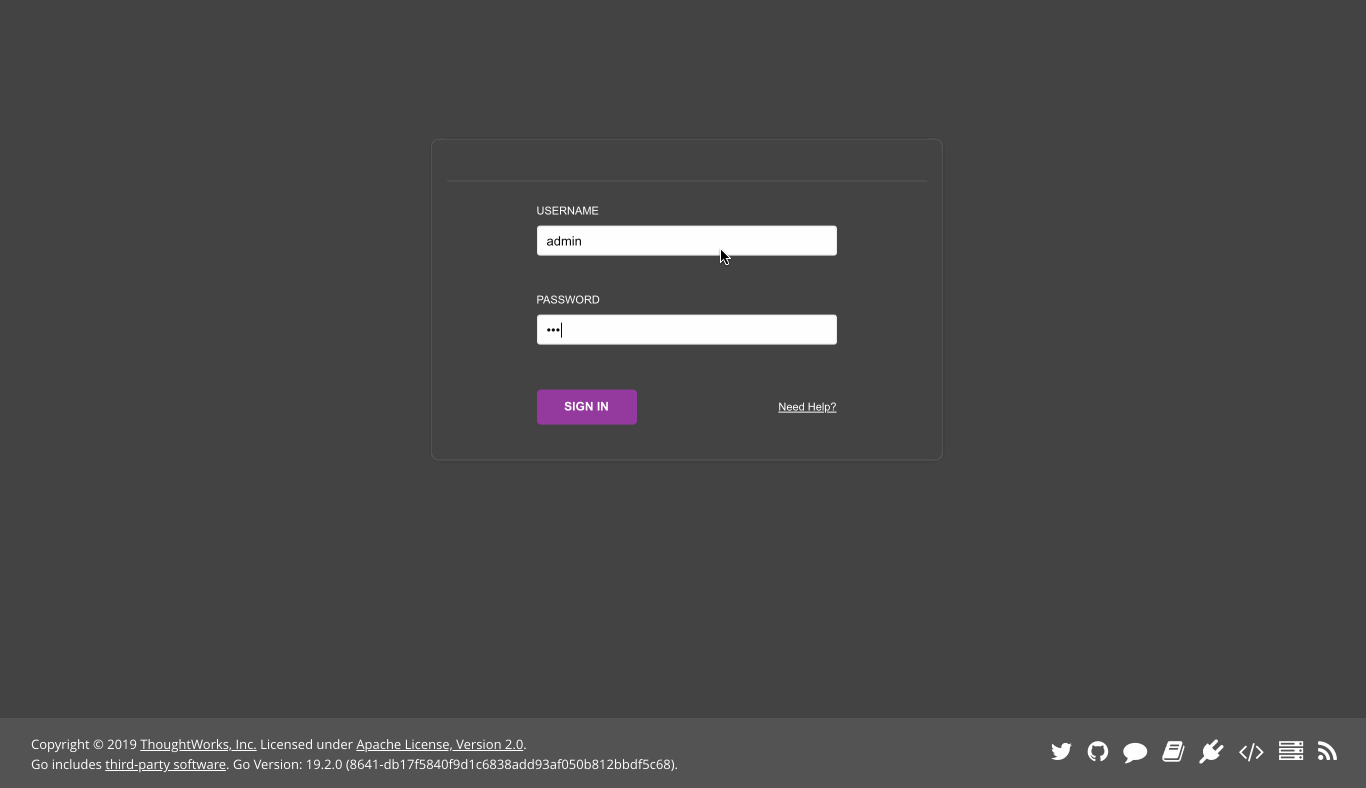 USERNAME
admin
PASSWORD
•••
SIGN IN
Need Help?
Copyright © 2019 ThoughtWorks, Inc. Licensed under Apache License, Version 2.0.
Go includes third-party software. Go Version: 19.2.0 (8641-db17f5840f9d1c6838add93af050b812bbdf5c68).